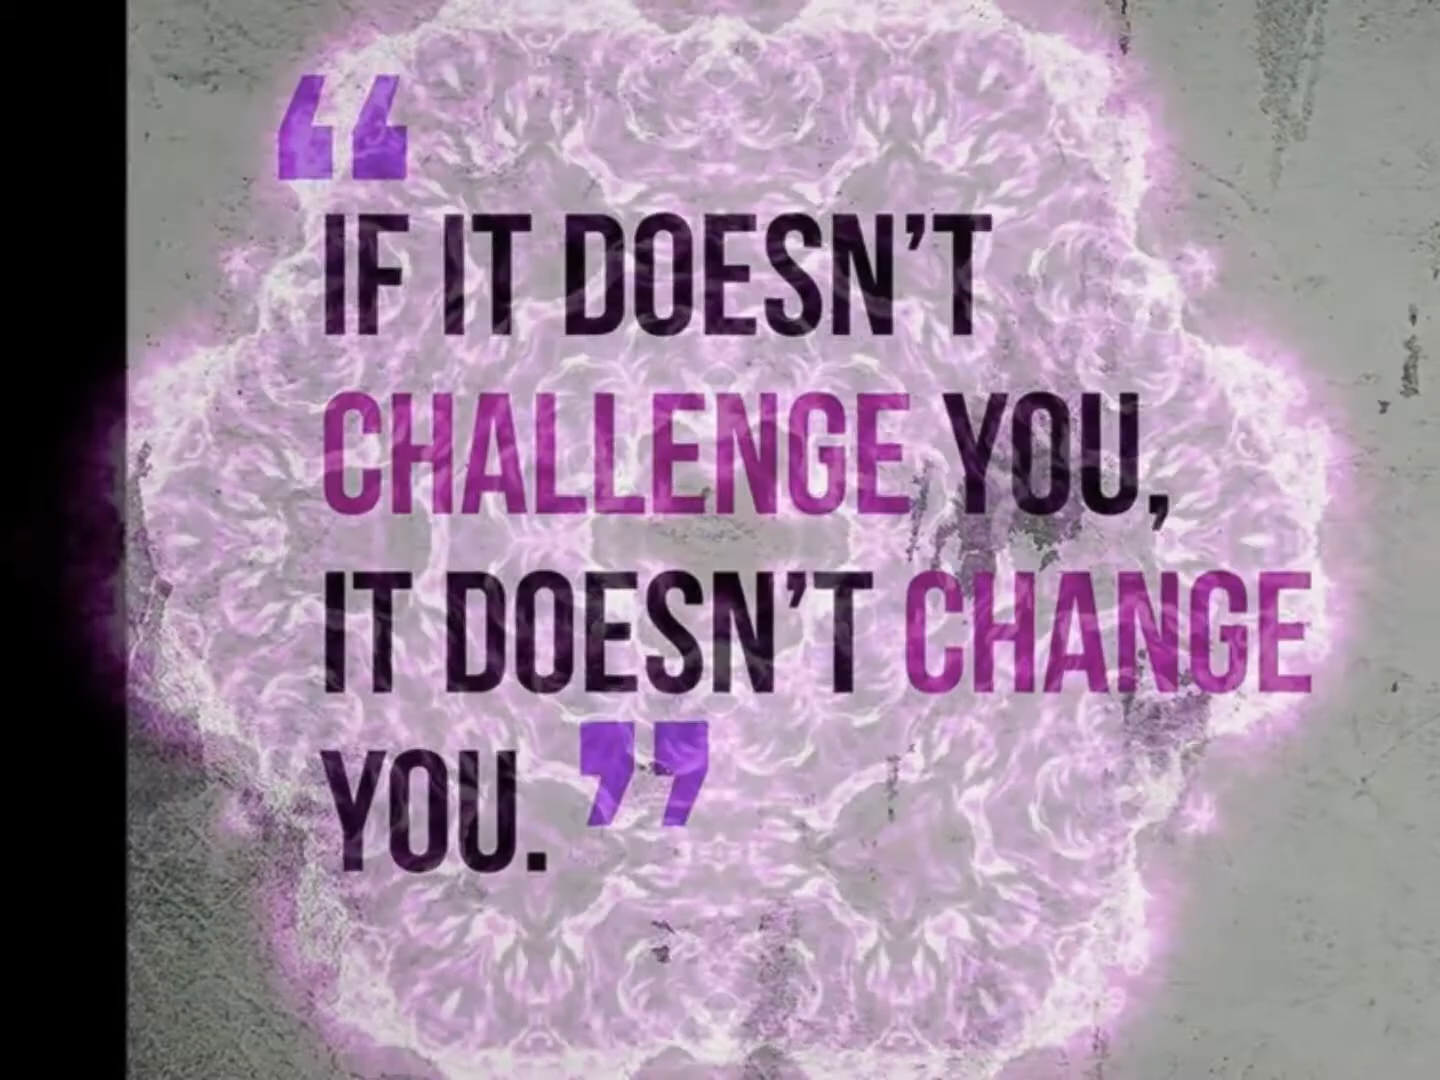 “
IF IT DOESN’T
CHALLENGE YOU,
IT DOESN’T CHANGE
YOU. ”